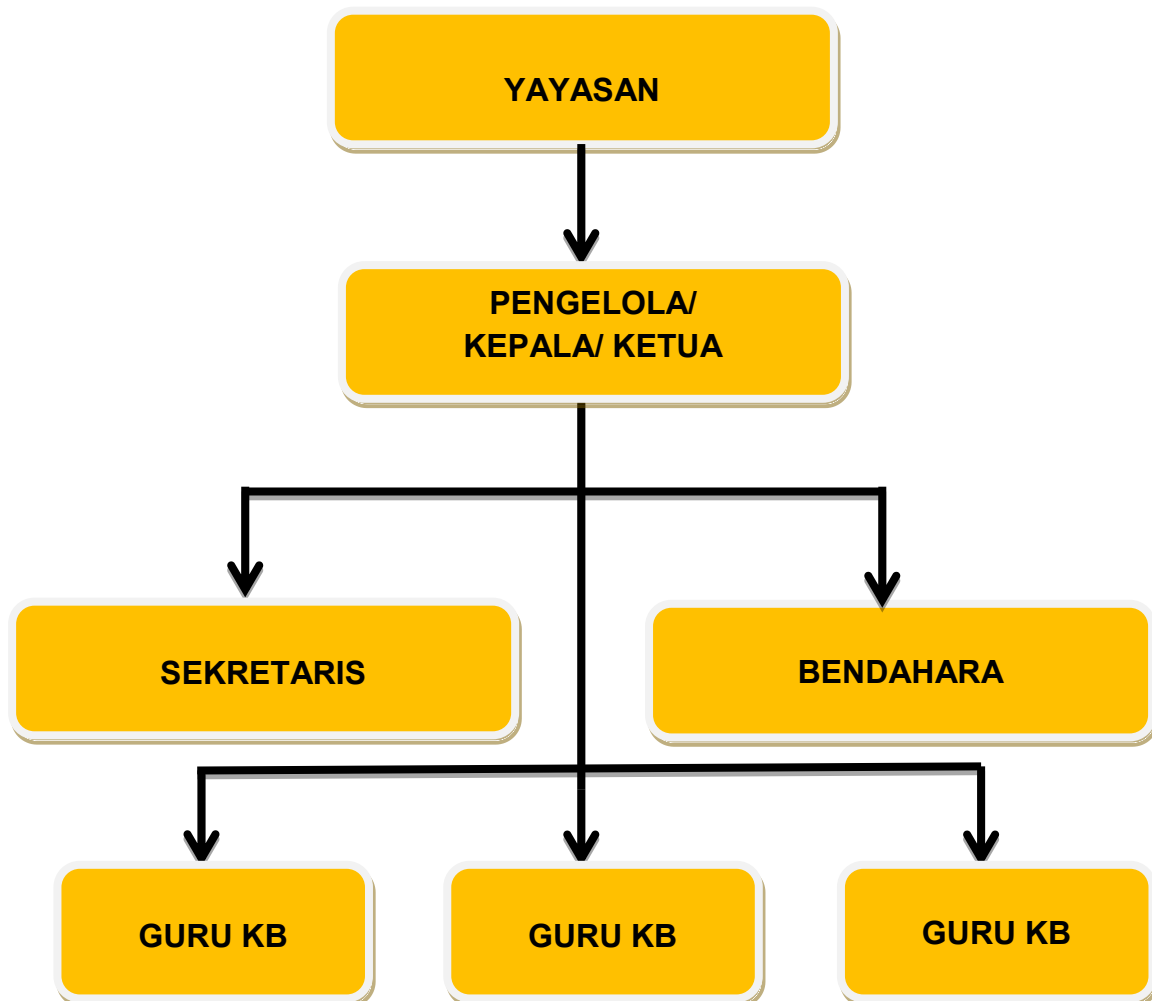 YAYASAN
PENGELOLA/
KEPALA/ KETUA
SEKRETARIS
BENDAHARA
GURU KB
GURU KB
GURU KB